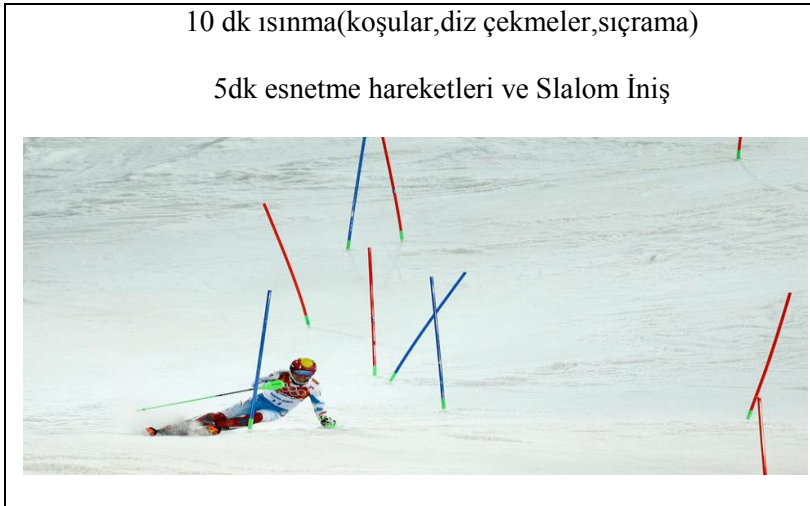 10 dk ısınma(koşular,diz çekmeler,sıçrama)
5dk esnetme hareketleri ve Slalom İniş